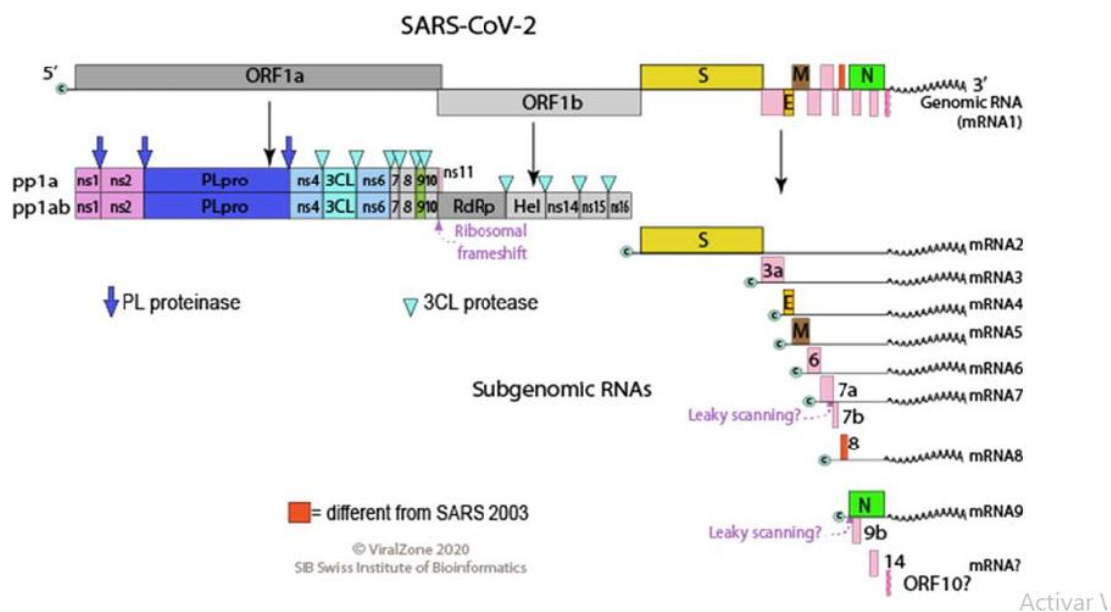 SARS-CoV-2
5′
ORF1a
S
M
N
3′
ORF1b
E
Genomic RNA
(mRNA1)
ns11
pp1a ns1 ns2 PLpro ns4 3CL ns6 7 8 9 10
pp1ab ns1 ns2 PLpro ns4 3CL ns6 7 8 9 10 RdRp Hel ns14 ns15 ns16
Ribosomal
frameshift
C S mRNA2
C 3a mRNA3
PL proteinase
3CL protease
C E mRNA4
C M mRNA5
C 6 mRNA6
Subgenomic RNAs
C 7a mRNA7
Leaky scanning?
7b
C 8 mRNA8
= different from SARS 2003
C N mRNA9
Leaky scanning?
9b
© ViralZone 2020
SIB Swiss Institute of Bioinformatics
14 mRNA?
ORF10?
Activar